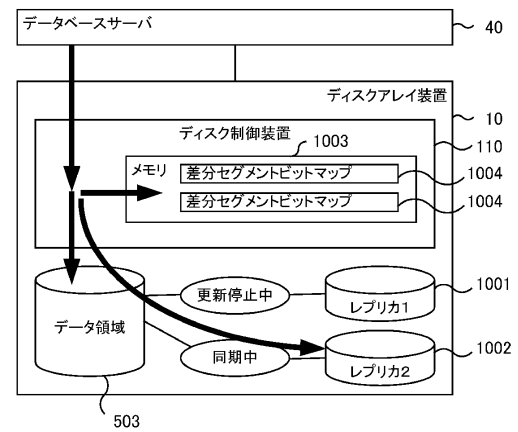 データベースサーバ
40
ディスクアレイ装置
10
ディスク制御装置
110
1003
メモリ
差分セグメントビットマップ
1004
差分セグメントビットマップ
1004
データ領域
更新停止中
レプリカ1
1001
同期中
レプリカ2
1002
503